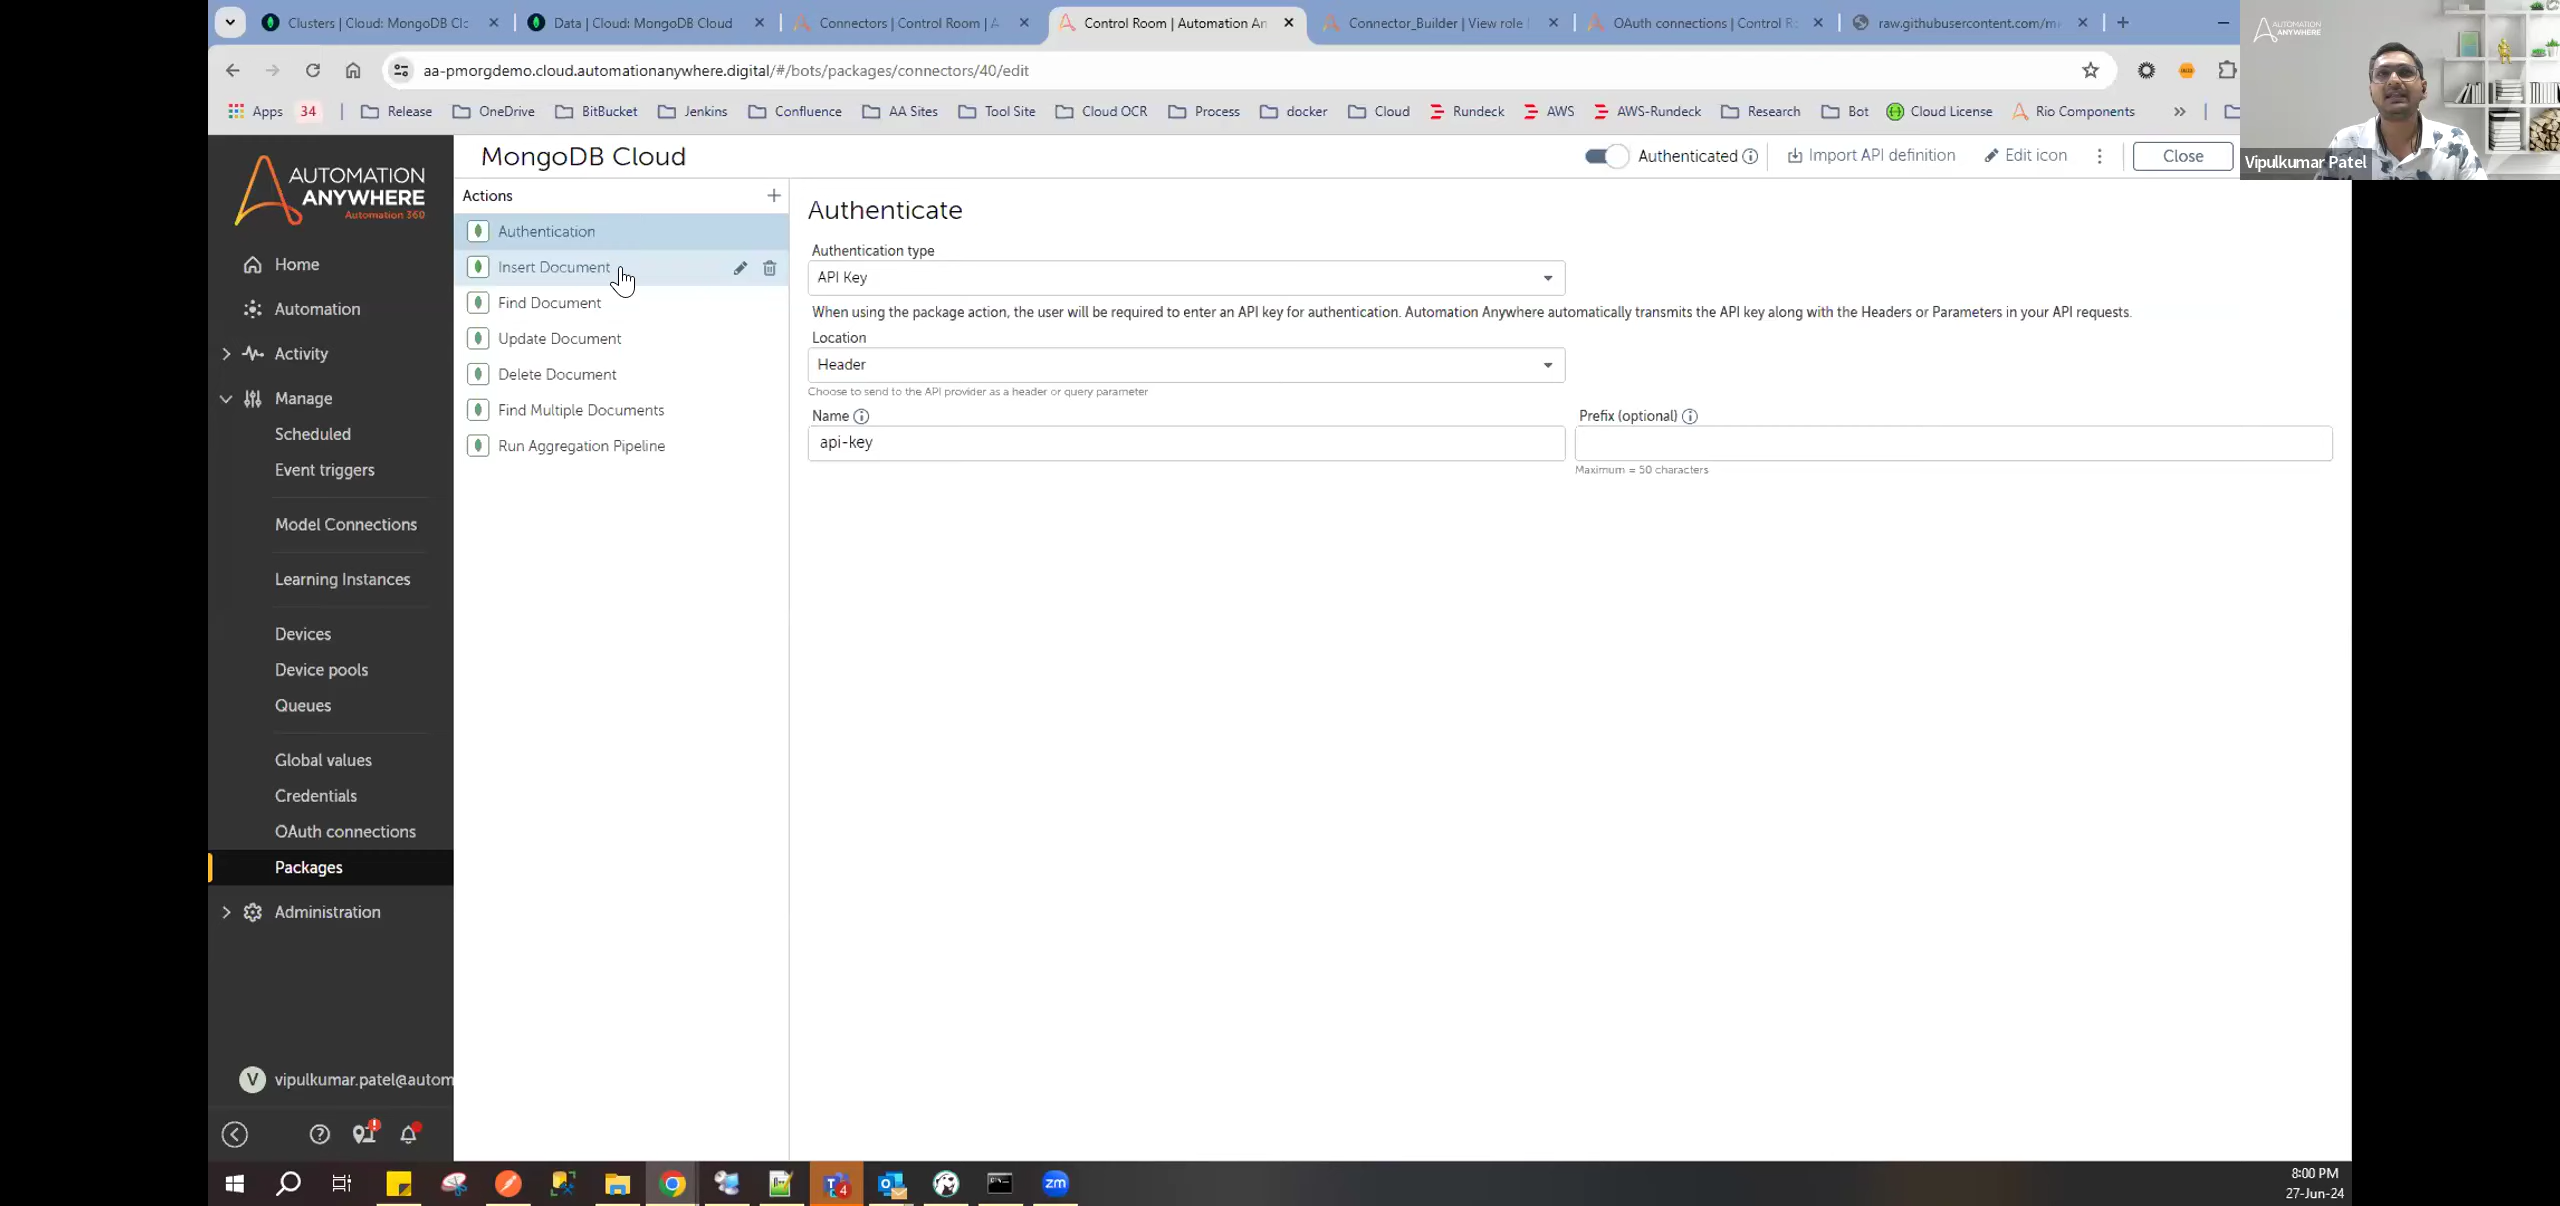 Clusters | Cloud: MongoDB Clc
Data | Cloud: MongoDB Cloud
Connectors | Control Room | A
Control Room | Automation An
Connector_Builder | View role |
OAuth connections | Control Ro
raw.githubusercontent.com/m
aa-pmorgdemo.cloud.automationanywhere.digital/#/bots/packages/connectors/40/edit
Apps 34 | Release OneDrive BitBucket Jenkins Confluence AA Sites Tool Site Cloud OCR Process docker Cloud Rundeck AWS AWS-Rundeck Research Bot Cloud License Rio Components »
AUTOMATION
ANYWHERE
Vipulkumar Patel
AUTOMATION
ANYWHERE
Automation 360
Home
Automation
Activity
Manage
Scheduled
Event triggers
Model Connections
Learning Instances
Devices
Device pools
Queues
Global values
Credentials
OAuth connections
Packages
Administration
V vipulkumar.patel@autom
MongoDB Cloud
Authenticated
Import API definition
Edit icon
Close
Actions
Authentication
Insert Document
Find Document
Update Document
Delete Document
Find Multiple Documents
Run Aggregation Pipeline
Authenticate
Authentication type
API Key
When using the package action, the user will be required to enter an API key for authentication. Automation Anywhere automatically transmits the API key along with the Headers or Parameters in your API requests.
Location
Header
Choose to send to the API provider as a header or query parameter
Name
api-key
Prefix (optional)
Maximum = 50 characters
4
zm
8:00 PM
27-Jun-24